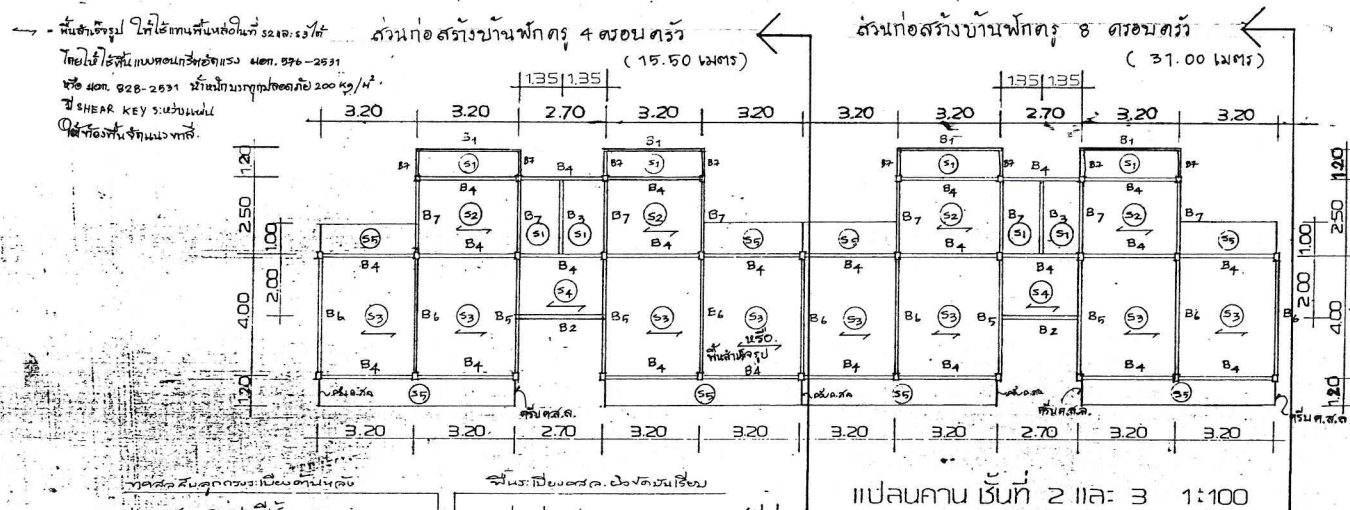 พื้นสำเร็จรูป ให้ใช้แทนพื้นหล่อในที่ S2 และ S3 ได้
โดยให้ใช้พื้นแบบคอนกรีตอัดแรง มอก. 576-2531
หรือ มอก. 828-2531 น้ำหนักบรรทุกปลอดภัย 200 kg/M²
มี SHEAR KEY ระหว่างแผ่น
ส่วนก่อสร้างบ้านพักครู 4 ครอบครัว
(15.50 เมตร)
ส่วนก่อสร้างบ้านพักครู 8 ครอบครัว
(31.00 เมตร)
1.35 1.35 1.35 1.35
3.20 3.20 2.70 3.20 3.20 3.20 3.20 2.70 3.20 3.20
B1 B1 B1
1.20 B7 S1 B7 B4 B7 S1 B7 B7 S1 B7 B4 B7 S1 B7 1.20
B4 B4 B4 B4
2.50 1.00 B7 S2 B7 B3 B7 S2 B7 B7 S2 B7 B3 B7 S2 B7 1.00 2.50
S5 B4 S1 S1 B4 S5 S5 B4 S1 S1 B4 S5
B4 B4 B4 B4 B4 B4
4.00 2.00 S4 S4 2.00 4.00
B6 S3 B6 S3 B5 B2 B5 S3 B6 S3 B6 S3 B6 S3 B5 B2 B5 S3 B6 S3 B6
หรือ
พื้นสำเร็จรูป
B4 B4 B4 B4 B4 B4 B4 B4
1.20 S5 S5 S5 S5 1.20
ครีบ ค.ส.ล. ครีบ ค.ส.ล. ครีบ ค.ส.ล.
3.20 3.20 2.70 3.20 3.20 3.20 3.20 2.70 3.20 3.20
แปลนคาน ชั้นที่ 2 และ 3 1:100